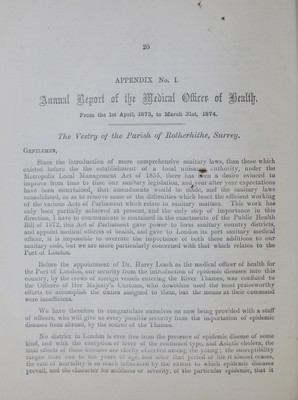 20
APPENDIX No. I.
Annual Report of the Medical Officer of Health.
From the 1st April, 1873, to March 31st, 1874.
The Vestry of the Parish of Rotherhithe, Surrey.
GENTLEMEN,
Since the introduction of more comprehensive sanitary laws, than those which
existed before the the establishment of a local authority, under the
Metropolis Local Management Act of 1855, there has been a desire evinced to
improve from time to time our sanitary legislation, and year after year expectations
have been entertained, that amendments would be made, and the sanitary laws
consolidated, so as to remove some of the difficulties which beset the efficient working
of the various Acts of Parliament which relate to sanitary matters. This work has
only been partially achieved at present, and the only step of importance in this
direction, I have to communicate is contained in the enactments of the Public Health
Bill of 1872, this Act of Parliament gave power to form sanitary country districts,
and appoint medical officers of health, and gave to London its port sanitary medical
officer, it is impossible to overrate the importance of both these additions to our
sanitary code, but we are more particularly concerned with that which relates to the
Port of London.
Before the appointment of Dr. Harry Leach as the medical officer of health for
the Port of London, our security from the introduction of epidemic diseases into this
country, by the crews of foreign vessels entering the River Thames, was confined to
the Officers of Her Majesty's Customs, who doubtless used the most praiseworthy
efforts to accomplish the duties assigned to them, but the means at their command
were insufficient.
We have therefore to congratulate ourselves on now being provided with a staff
of officers, who will give us every possible security from the importation of epidemic
diseases from abroad, by the source of the Thames.
No district in London is ever free from the presence of epidemic disease of some
kind, and with the exception of fever of the continued type, and Asiatic cholera, the
fatal effects of these diseases are chiefly exerted among the young; the susceptibility
ranges from one to ten years of age, and after that period of life it almost ceases,
the rate of mortality is so much influenced by the extent to which epidemic diseases
prevail, and the character for mildness or severity, of the particular epidemic, that it